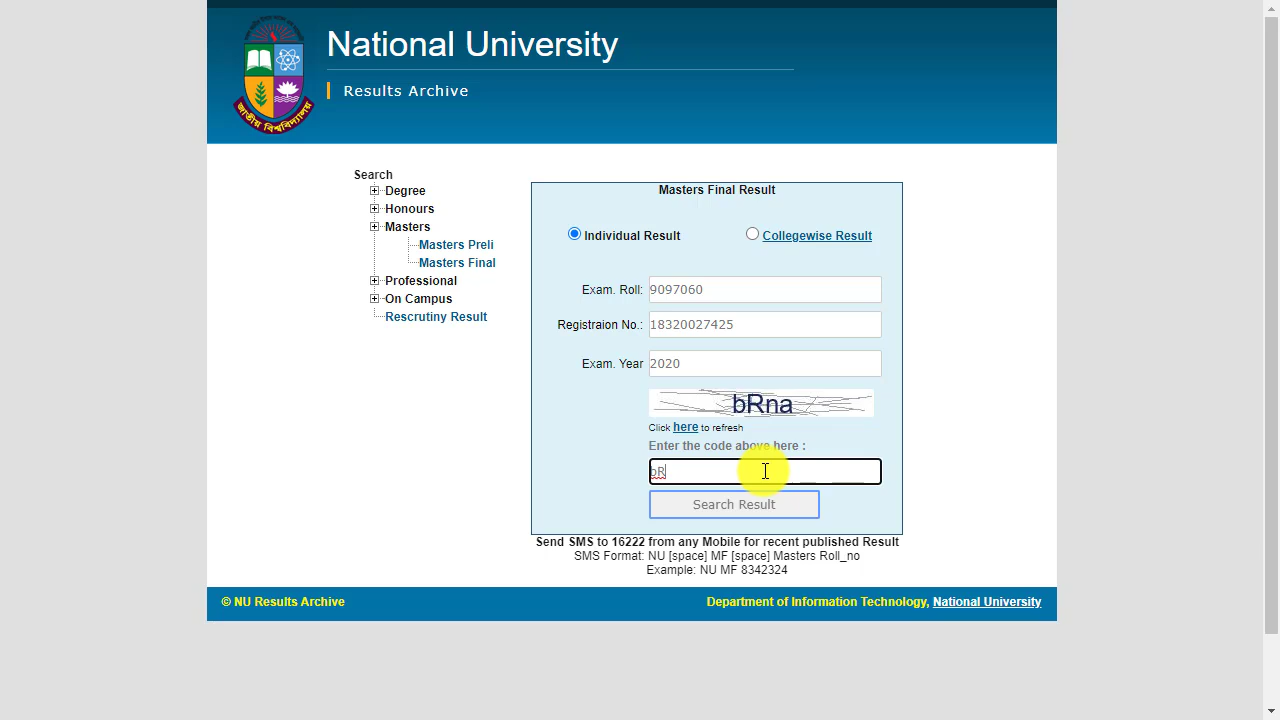 National University
Results Archive
জাতীয় বিশ্ববিদ্যালয়
Search
Degree
Honours
Masters
Masters Preli
Masters Final
Professional
On Campus
Rescrutiny Result
Masters Final Result
Individual Result
Collegewise Result
Exam. Roll: 9097060
Registraion No.: 18320027425
Exam. Year 2020
bRna
Click here to refresh
Enter the code above here :
bR
Search Result
Send SMS to 16222 from any Mobile for recent published Result
SMS Format: NU [space] MF [space] Masters Roll_no
Example: NU MF 8342324
© NU Results Archive
Department of Information Technology, National University